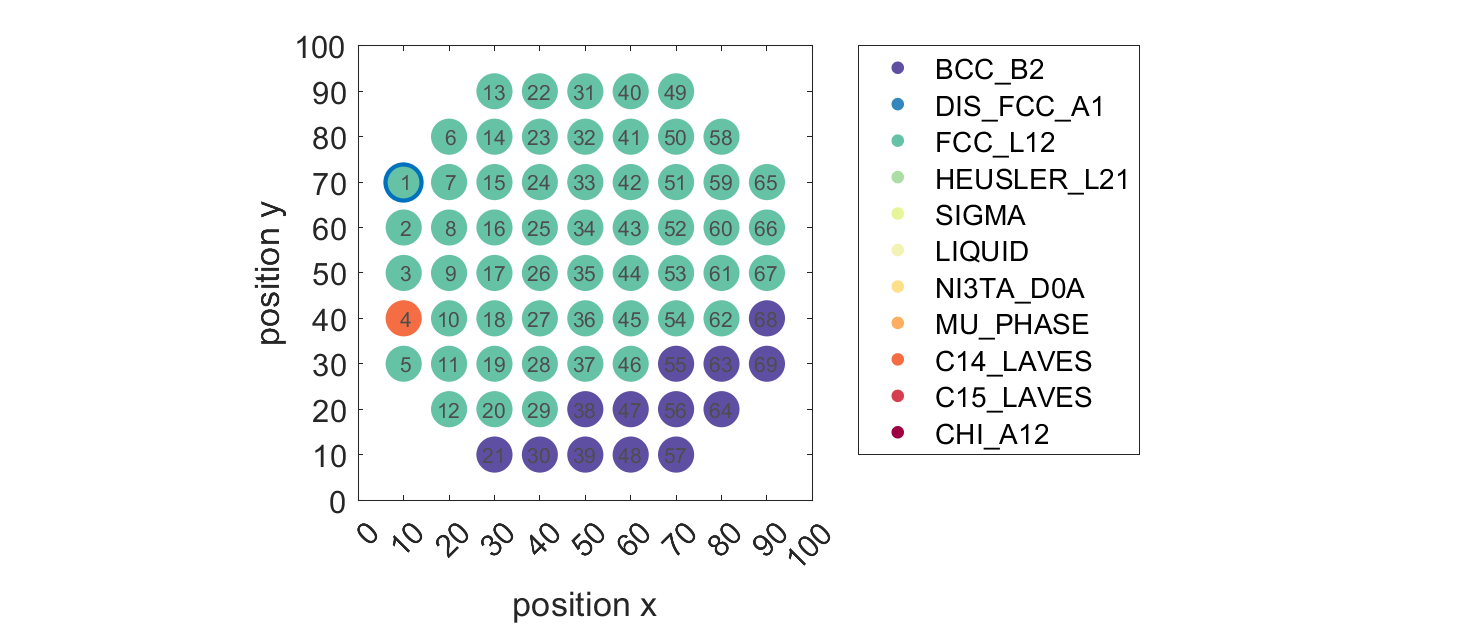 100
90
80
70
60
50
40
30
20
10
0
position y
13 22 31 40 49
6 14 23 32 41 50 58
1 7 15 24 33 42 51 59 65
2 8 16 25 34 43 52 60 66
3 9 17 26 35 44 53 61 67
4 10 18 27 36 45 54 62 68
5 11 19 28 37 46 55 63 69
12 20 29 38 47 56 64
21 30 39 48 57
0 10 20 30 40 50 60 70 80 90 100
position x
BCC_B2
DIS_FCC_A1
FCC_L12
HEUSLER_L21
SIGMA
LIQUID
NI3TA_D0A
MU_PHASE
C14_LAVES
C15_LAVES
CHI_A12